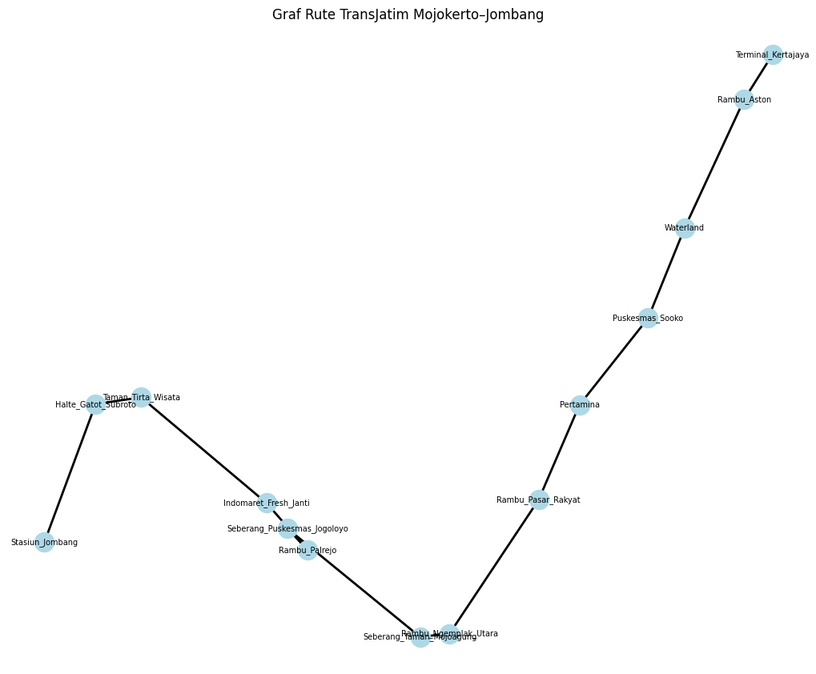 Graf Rute TransJatim Mojokerto–Jombang
Terminal_Kertajaya
Rambu_Aston
Waterland
Puskesmas_Sooko
Halte_Gatot_Subroto
Taman_Tirta_Wisata
Pertamina
Rambu_Pasar_Rakyat
Indomaret_Fresh_Janti
Seberang_Puskesmas_Jogoloyo
Stasiun_Jombang
Rambu_Palrejo
Rambu_Ngemplak_Utara
Seberang_Taman_Mojoagung